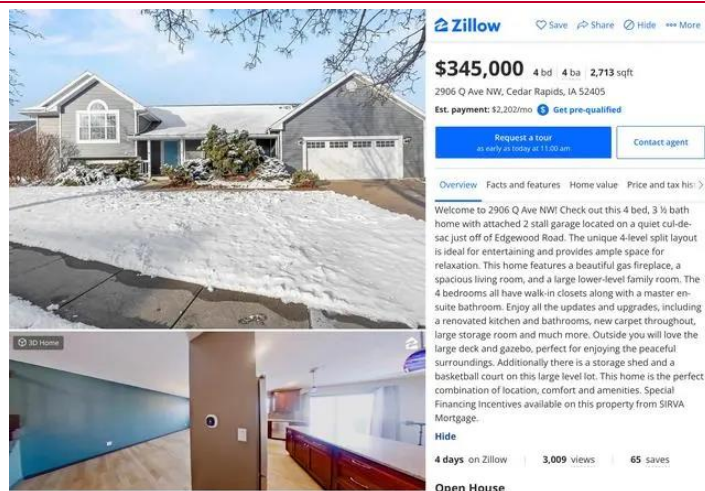 Zillow
Save Share Hide More
$345,000 4 bd 4 ba 2,713 sqft
2906 Q Ave NW, Cedar Rapids, IA 52405
Est. payment: $2,202/mo $ Get pre-qualified
Request a tour
as early as today at 11:00 am
Contact agent
Overview Facts and features Home value Price and tax his
Welcome to 2906 Q Ave NW! Check out this 4 bed, 3 ½ bath
home with attached 2 stall garage located on a quiet cul-de-
sac just off of Edgewood Road. The unique 4-level split layout
is ideal for entertaining and provides ample space for
relaxation. This home features a beautiful gas fireplace, a
spacious living room, and a large lower-level family room. The
4 bedrooms all have walk-in closets along with a master en-
suite bathroom. Enjoy all the updates and upgrades, including
a renovated kitchen and bathrooms, new carpet throughout,
large storage room and much more. Outside you will love the
large deck and gazebo, perfect for enjoying the peaceful
surroundings. Additionally there is a storage shed and a
basketball court on this large level lot. This home is the perfect
combination of location, comfort and amenities. Special
Financing Incentives available on this property from SIRVA
Mortgage.
Hide
4 days on Zillow 3,009 views 65 saves
Open House
3D Home